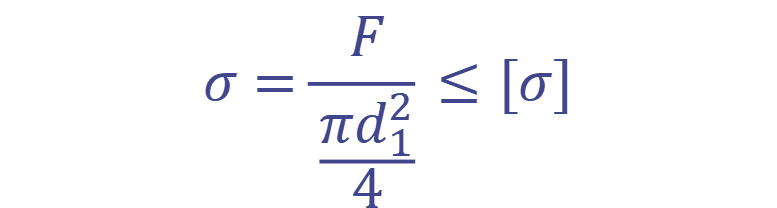 σ = F / (πd₁² / 4) ≤ [σ]